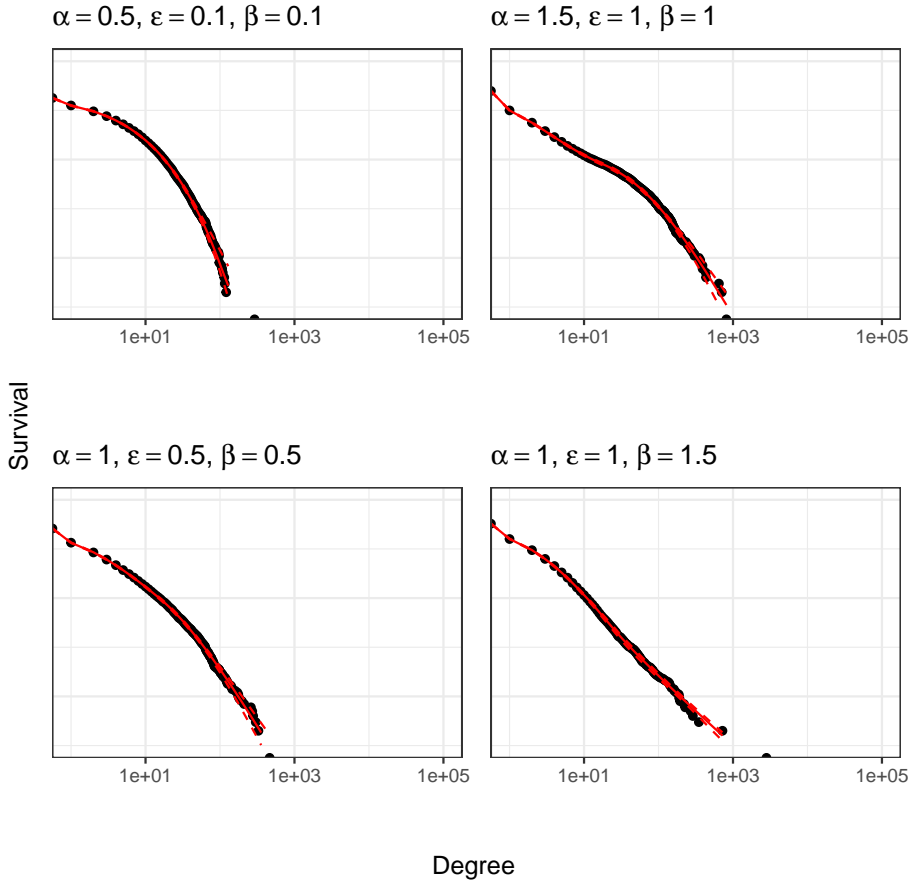 α = 0.5, ε = 0.1, β = 0.1
α = 1.5, ε = 1, β = 1
1e+01 1e+03 1e+05
1e+01 1e+03 1e+05
Survival
α = 1, ε = 0.5, β = 0.5
α = 1, ε = 1, β = 1.5
1e+01 1e+03 1e+05
1e+01 1e+03 1e+05
Degree